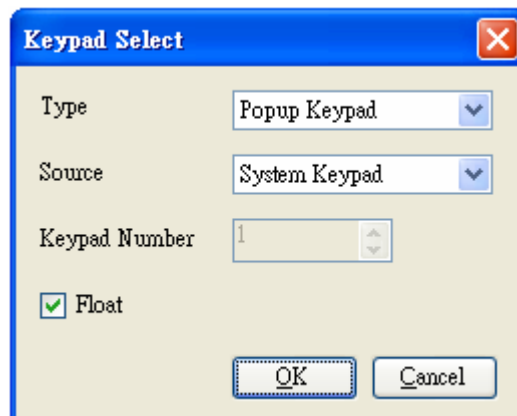 Keypad Select
Type Popup Keypad
Source System Keypad
Keypad Number 1
Float
OK Cancel